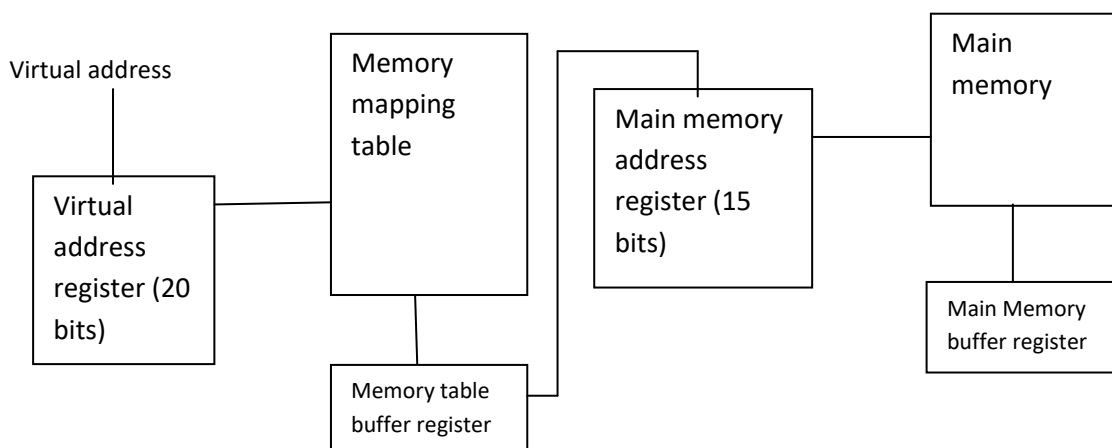 Virtual address
Virtual
address
register (20
bits)
Memory
mapping
table
Memory table
buffer register
Main memory
address
register (15
bits)
Main
memory
Main Memory
buffer register